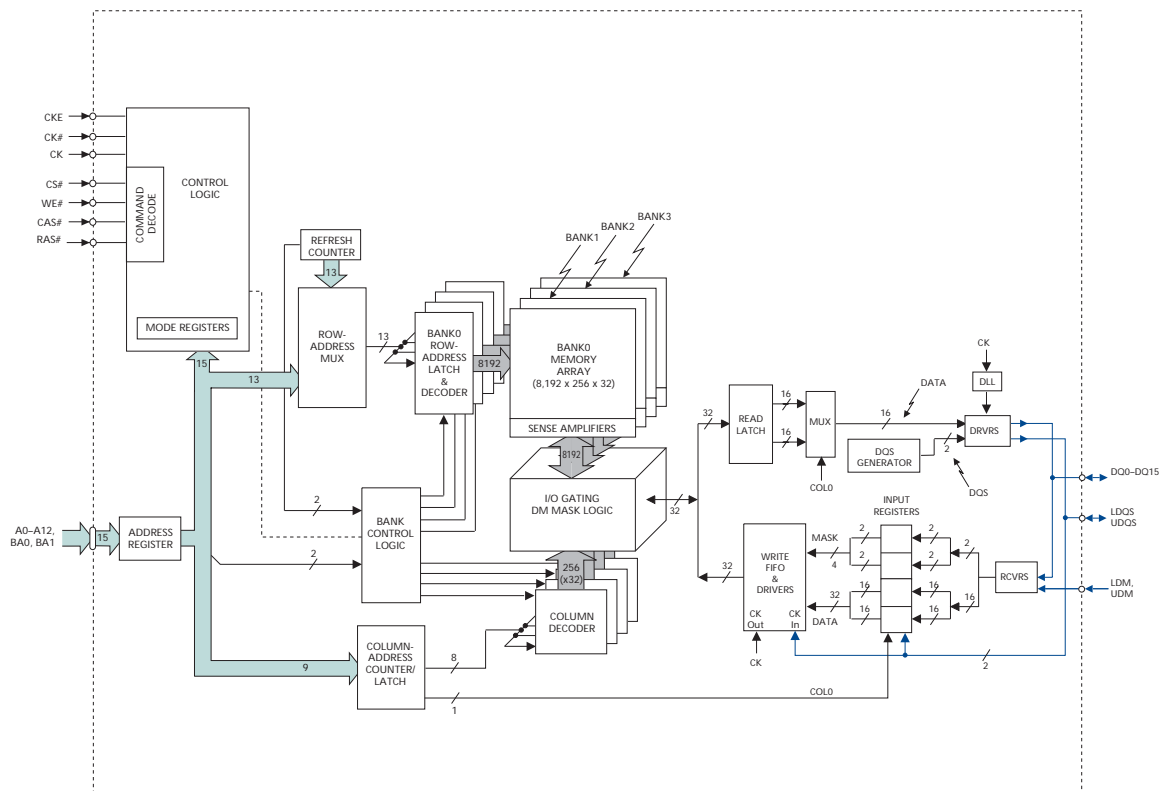 CKE
CK#
CK
CS#
WE#
CAS#
RAS#
COMMAND
DECODE
CONTROL
LOGIC
MODE REGISTERS
REFRESH
COUNTER
13
ROW-
ADDRESS
MUX
13
15
13
BANK0
ROW-
ADDRESS
LATCH
&
DECODER
8192
BANK1
BANK2
BANK3
BANK0
MEMORY
ARRAY
(8,192 x 256 x 32)
SENSE AMPLIFIERS
8192
I/O GATING
DM MASK LOGIC
32
256
(x32)
COLUMN
DECODER
2
BANK
CONTROL
LOGIC
2
A0–A12,
BA0, BA1
15
ADDRESS
REGISTER
9
COLUMN-
ADDRESS
COUNTER/
LATCH
8
1
COL0
32
READ
LATCH
16
16
MUX
COL0
16
DATA
CK
DLL
DRVRS
DQS
GENERATOR
2
DQS
DQ0–DQ15
LDQS
UDQS
LDM,
UDM
INPUT
REGISTERS
RCVRS
2
2
2
2
2
16
16
16
16
16
MASK
4
32
DATA
32
WRITE
FIFO
&
DRIVERS
CK
Out
CK
In
CK
2